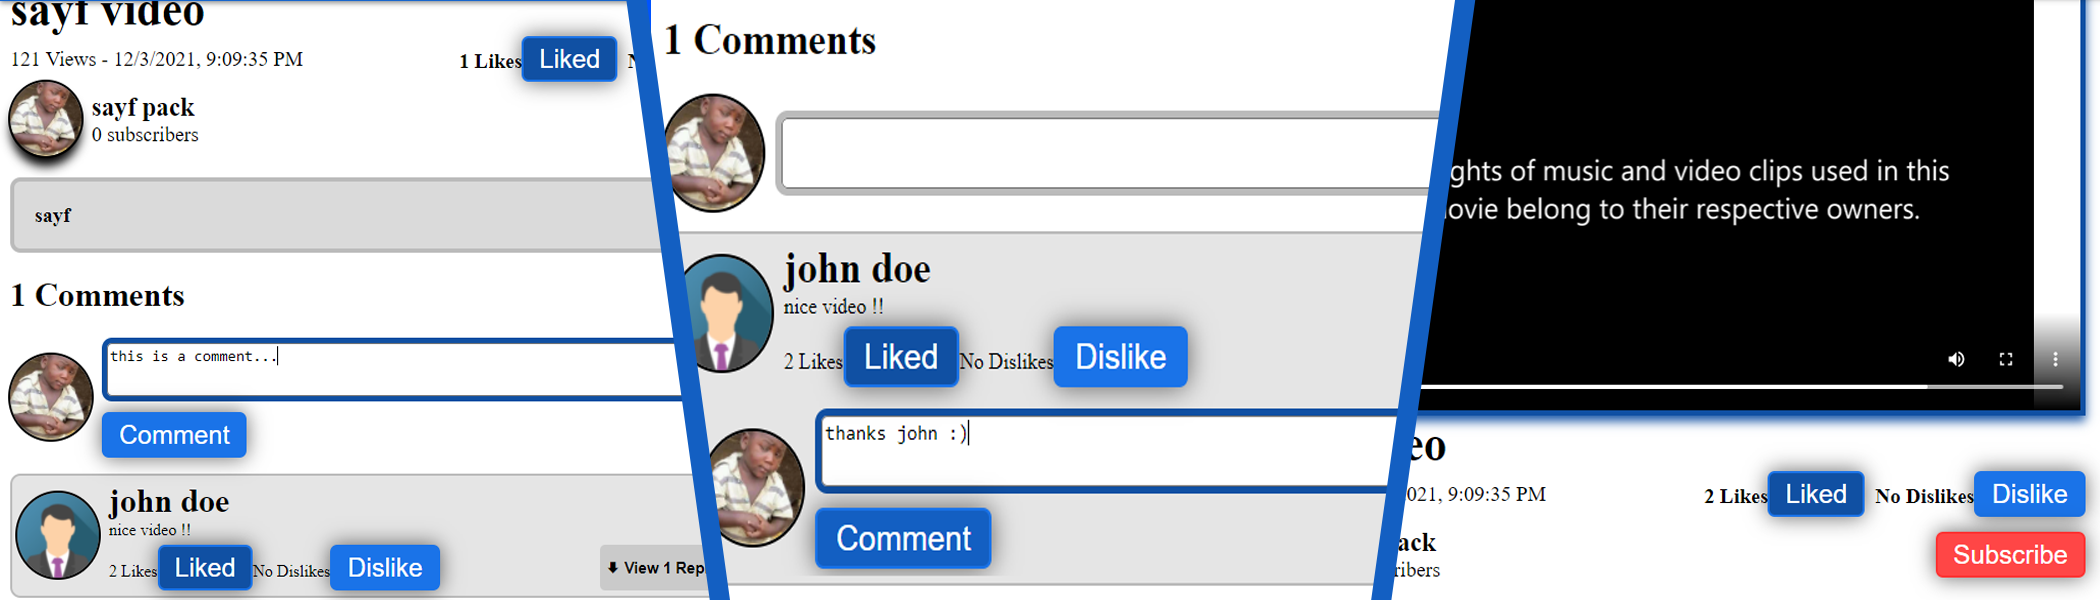 sayf video
121 Views - 12/3/2021, 9:09:35 PM
1 Likes Liked
sayf pack
0 subscribers
sayf
1 Comments
this is a comment...
Comment
john doe
nice video !!
2 Likes Liked No Dislikes Dislike
View 1 Rep
1 Comments
john doe
nice video !!
2 Likes Liked No Dislikes Dislike
thanks john :)
Comment
ghts of music and video clips used in this
ovie belong to their respective owners.
eo
021, 9:09:35 PM
2 Likes Liked No Dislikes Dislike
ack
ribers
Subscribe